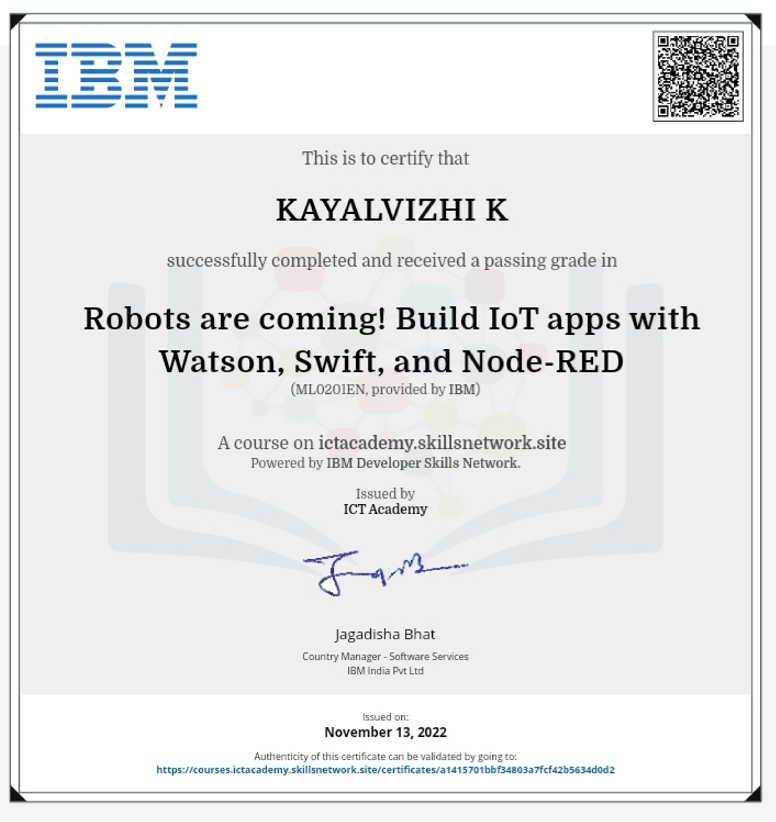 IBM
This is to certify that
KAYALVIZHI K
successfully completed and received a passing grade in
Robots are coming! Build IoT apps with
Watson, Swift, and Node-RED
(ML0201EN, provided by IBM)
A course on ictacademy.skillsnetwork.site
Powered by IBM Developer Skills Network.
Issued by
ICT Academy
Jagadisha Bhat
Country Manager - Software Services
IBM India Pvt Ltd
Issued on:
November 13, 2022
Authenticity of this certificate can be validated by going to:
https://courses.ictacademy.skillsnetwork.site/certificates/a1415701bbf34803a7fcf42b5634d0d2